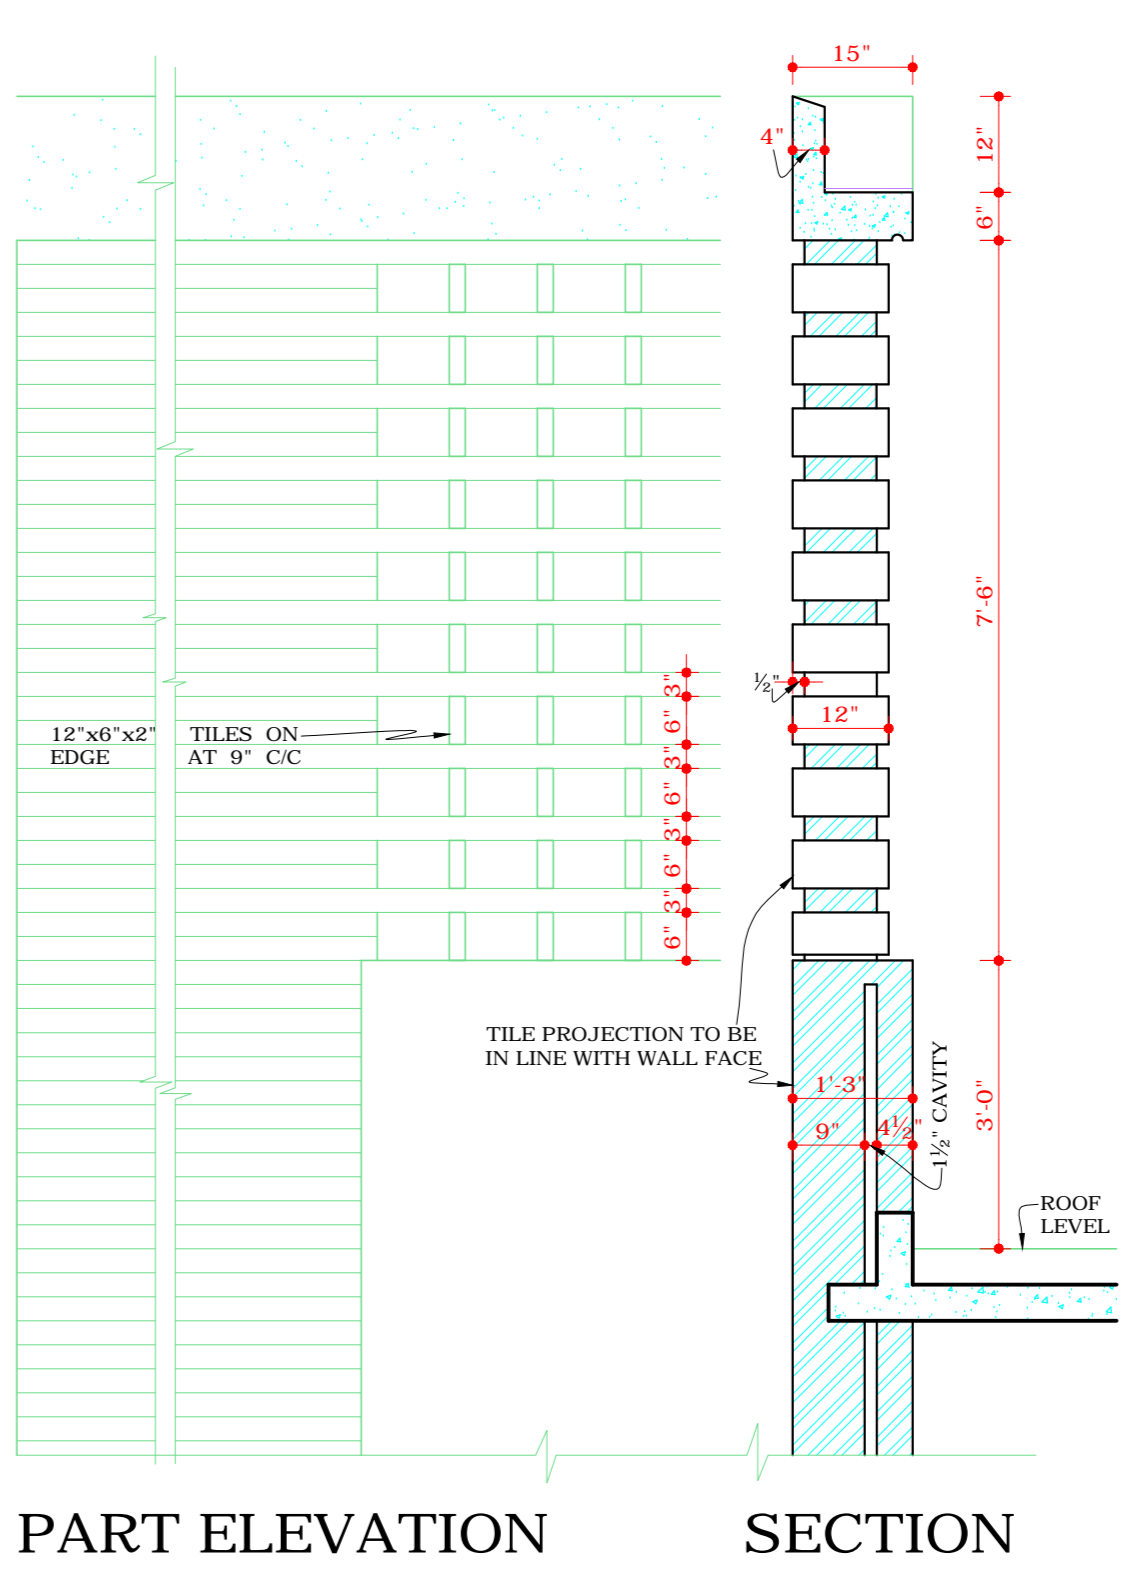 15"
4"
12"
6"
7'-6"
½"
12"
3"
6"
3"
6"
3"
6"
3"
6"
12"x6"x2" TILES ON
EDGE AT 9" C/C
TILE PROJECTION TO BE
IN LINE WITH WALL FACE
1'-3"
9"
4½"
1½" CAVITY
3'-0"
ROOF
LEVEL
PART ELEVATION
SECTION